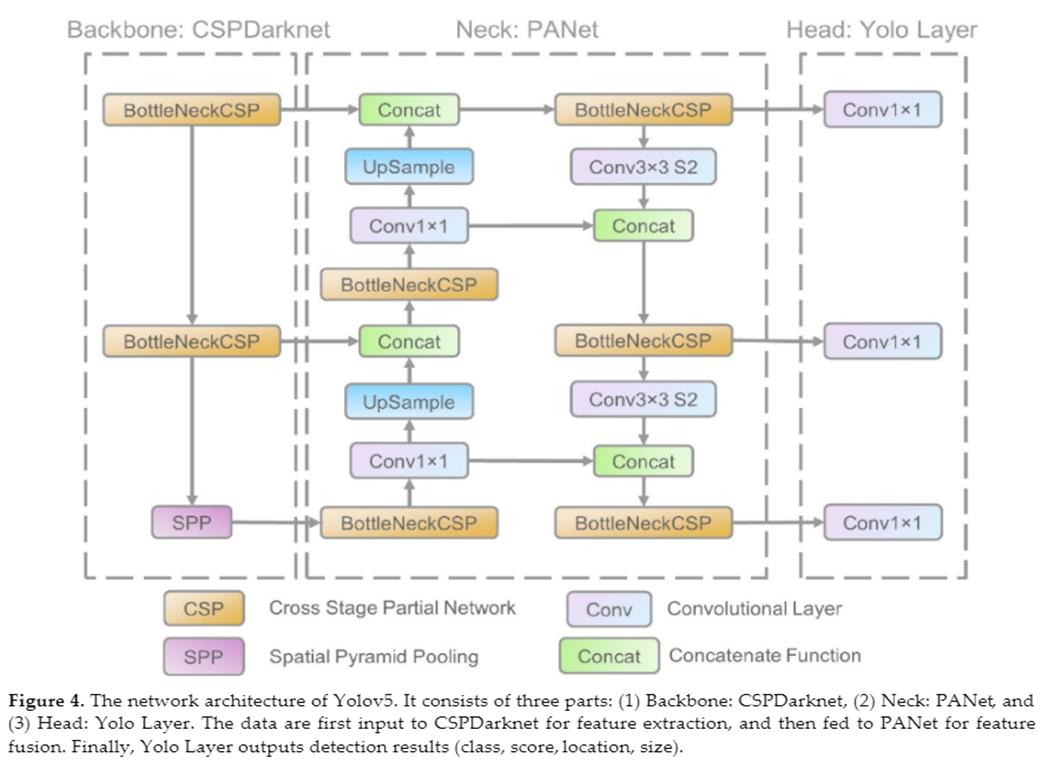 Backbone: CSPDarknet Neck: PANet Head: Yolo Layer
BottleNeckCSP Concat BottleNeckCSP Conv1×1
UpSample Conv3×3 S2
Conv1×1 Concat
BottleNeckCSP
BottleNeckCSP Concat BottleNeckCSP Conv1×1
UpSample Conv3×3 S2
Conv1×1 Concat
SPP BottleNeckCSP BottleNeckCSP Conv1×1
CSP Cross Stage Partial Network Conv Convolutional Layer
SPP Spatial Pyramid Pooling Concat Concatenate Function
Figure 4. The network architecture of Yolov5. It consists of three parts: (1) Backbone: CSPDarknet, (2) Neck: PANet, and
(3) Head: Yolo Layer. The data are first input to CSPDarknet for feature extraction, and then fed to PANet for feature
fusion. Finally, Yolo Layer outputs detection results (class, score, location, size).